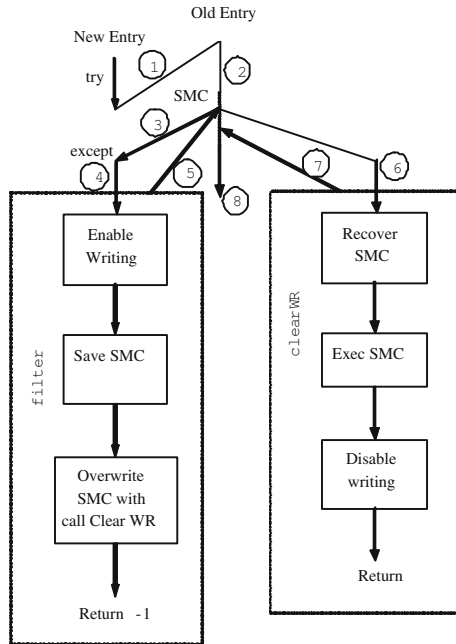 Old Entry
New Entry
1
try
2
SMC
3
except
4
5
7
6
8
Enable
Writing
Save SMC
filter
Overwrite
SMC with
call Clear WR
Return -1
Recover
SMC
clearWR
Exec SMC
Disable
writing
Return